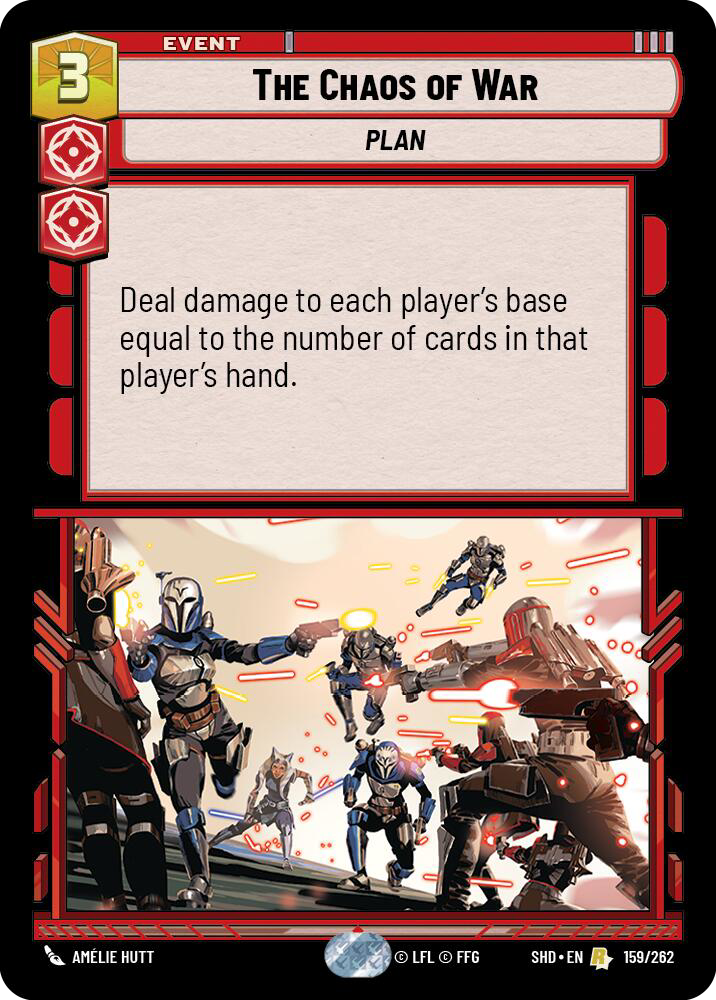 EVENT
3
THE CHAOS OF WAR
PLAN
Deal damage to each player’s base
equal to the number of cards in that
player’s hand.
AMÉLIE HUTT
© LFL © FFG
SHD • EN
R
159/262